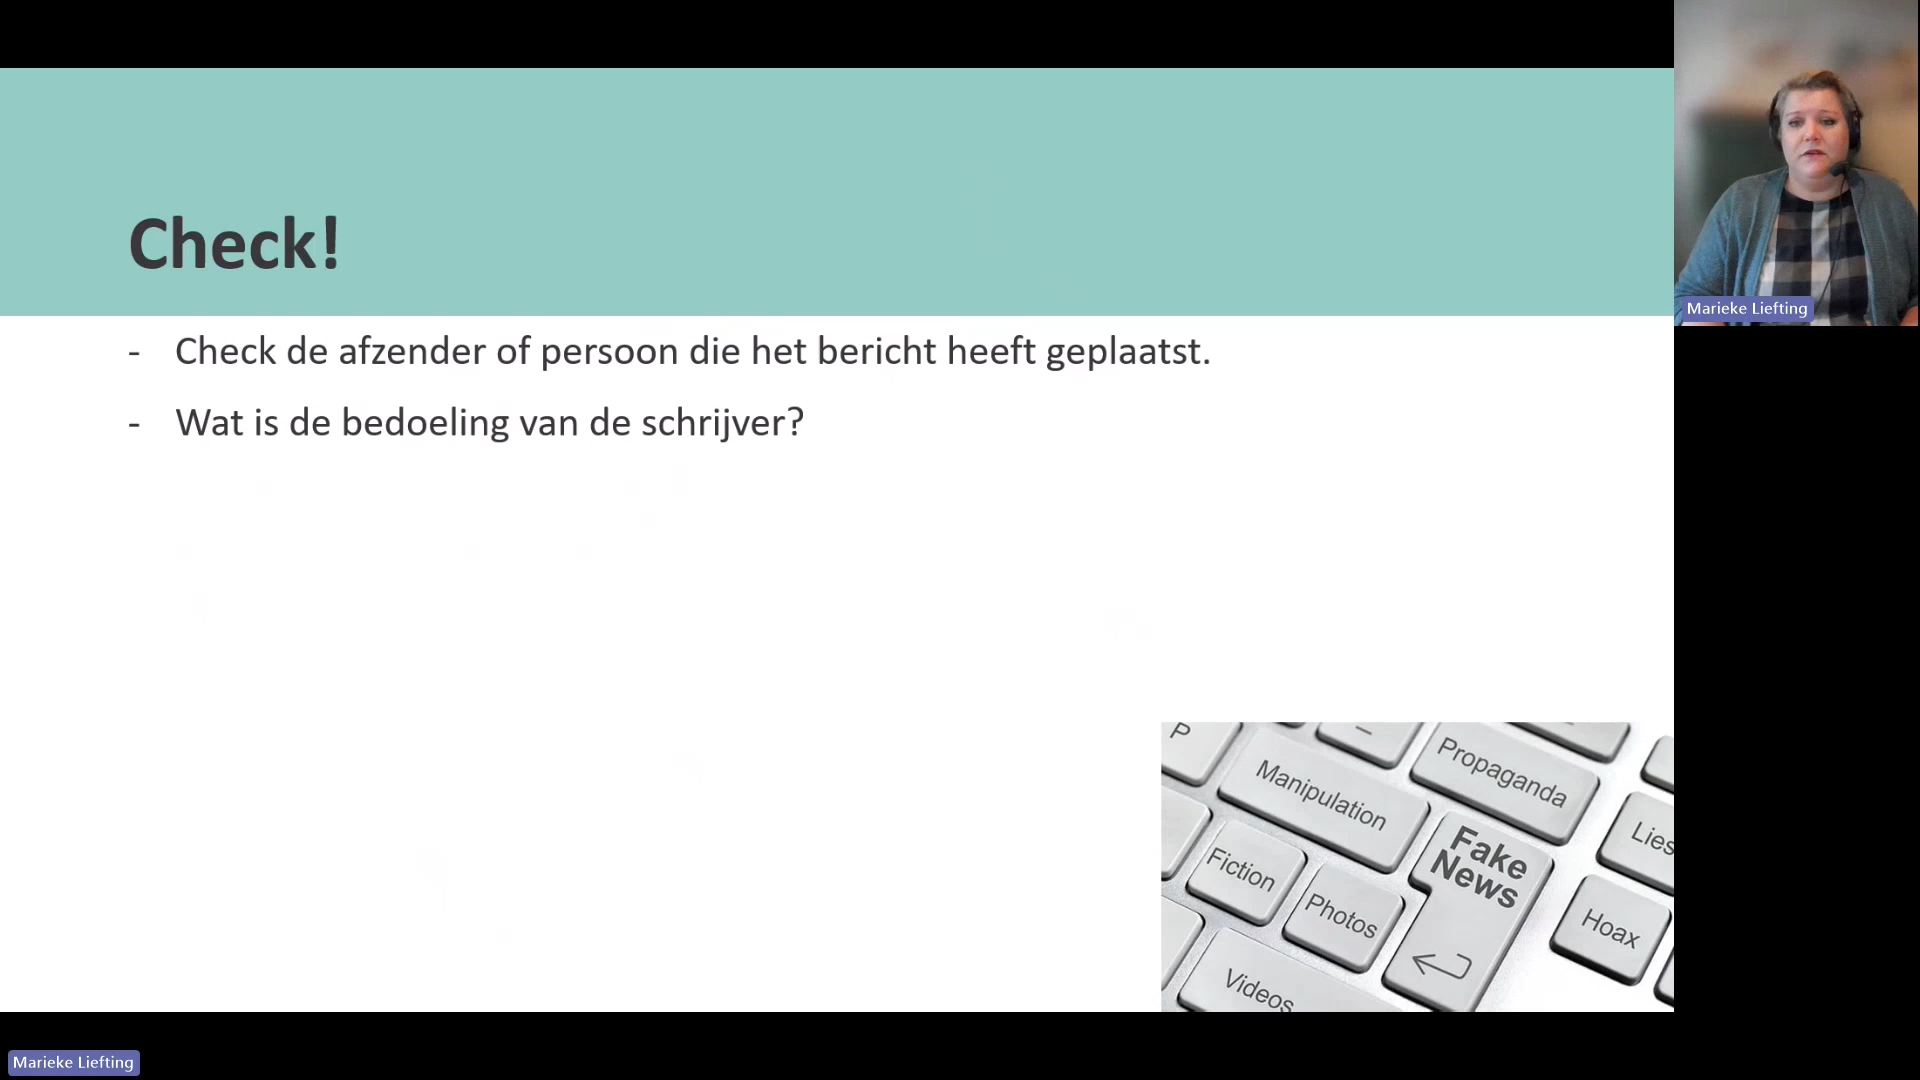 Check!
- Check de afzender of persoon die het bericht heeft geplaatst.
- Wat is de bedoeling van de schrijver?
Marieke Liefting
P
Propaganda
Manipulation
Lies
Fake
News
Fiction
Photos
Hoax
Videos
Marieke Liefting